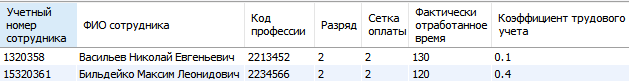 Учетный номер сотрудника
ФИО сотрудника
Код профессии
Разряд
Сетка оплаты
Фактически отработанное время
Коэффициент трудового учета
1320358 Васильев Николай Евгеньевич 2213452 2 2 130 0.1
15320361 Бильдейко Максим Леонидович 2234566 2 2 120 0.4